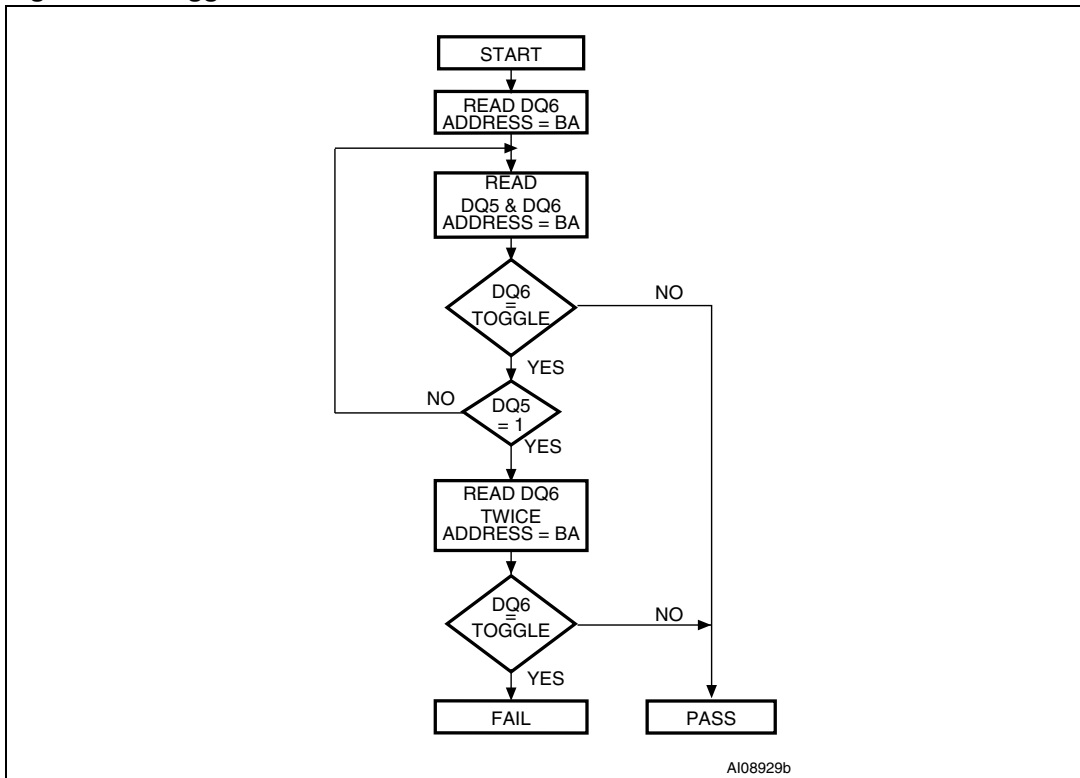 START
READ DQ6
ADDRESS = BA
READ
DQ5 & DQ6
ADDRESS = BA
DQ6
=
TOGGLE
NO
YES
NO
DQ5
= 1
YES
READ DQ6
TWICE
ADDRESS = BA
DQ6
=
TOGGLE
NO
YES
FAIL
PASS
AI08929b